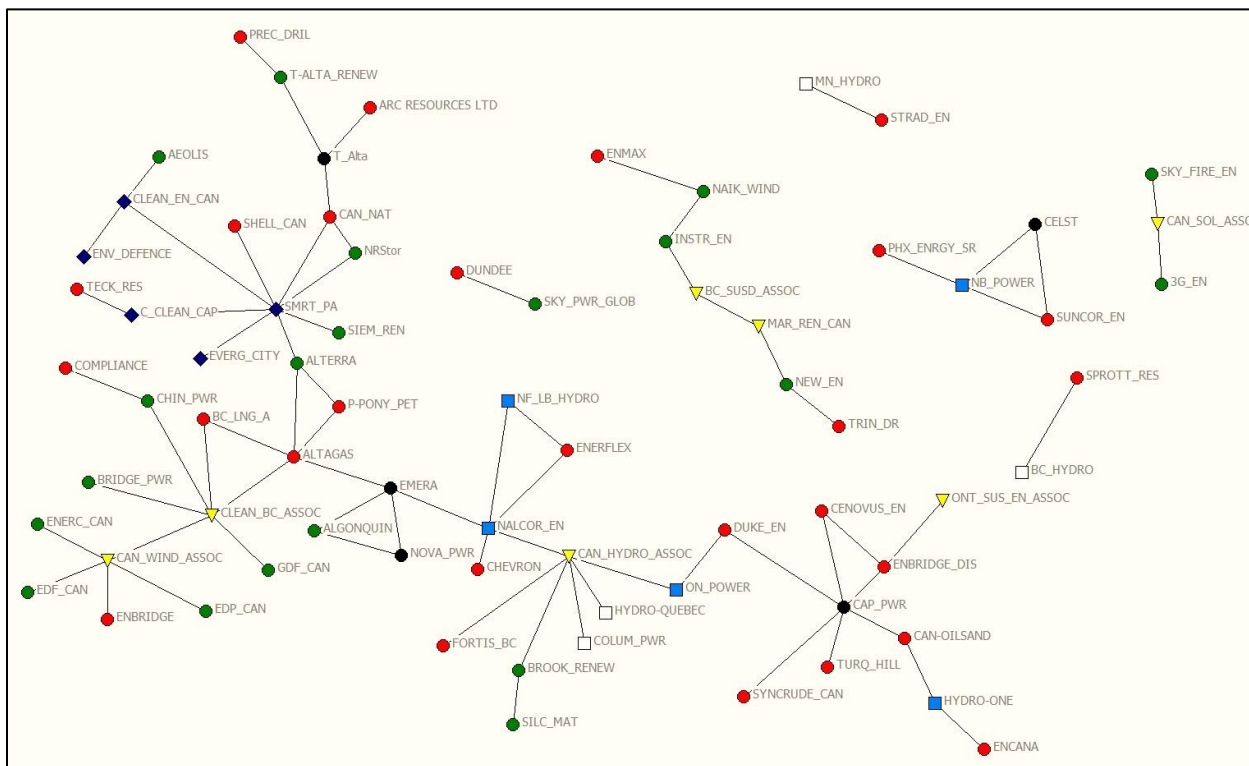 PREC_DRIL
T-ALTA_RENEW
MN_HYDRO
ARC RESOURCES LTD
STRAD_EN
AEOLIS
T_Alta
ENMAX
SKY_FIRE_EN
NAIK_WIND
CLEAN_EN_CAN
CAN_NAT
SHELL_CAN
CELST
CAN_SOL_ASSOC
INSTR_EN
PHX_ENRGY_SR
ENV_DEFENCE
NRStor
DUNDEE
NB_POWER
3G_EN
TECK_RES
BC_SUSD_ASSOC
SKY_PWR_GLOB
SMRT_PA
C_CLEAN_CAP
SUNCOR_EN
MAR_REN_CAN
SIEM_REN
EVERG_CITY
ALTERRA
COMPLIANCE
SPROTT_RES
NEW_EN
CHIN_PWR
NF_LB_HYDRO
P-PONY_PET
BC_LNG_A
TRIN_DR
ENERFLEX
ALTAGAS
BC_HYDRO
BRIDGE_PWR
EMERA
ONT_SUS_EN_ASSOC
CENOVUS_EN
CLEAN_BC_ASSOC
ENERC_CAN
ALGONQUIN
NALCOR_EN
DUKE_EN
NOVA_PWR
CAN_HYDRO_ASSOC
CAN_WIND_ASSOC
GDF_CAN
CHEVRON
ENBRIDGE_DIS
ON_POWER
EDF_CAN
CAP_PWR
EDP_CAN
HYDRO-QUEBEC
ENBRIDGE
CAN-OILSAND
COLUM_PWR
FORTIS_BC
TURQ_HILL
BROOK_RENEW
SYNCRUDE_CAN
HYDRO-ONE
SILC_MAT
ENCANA